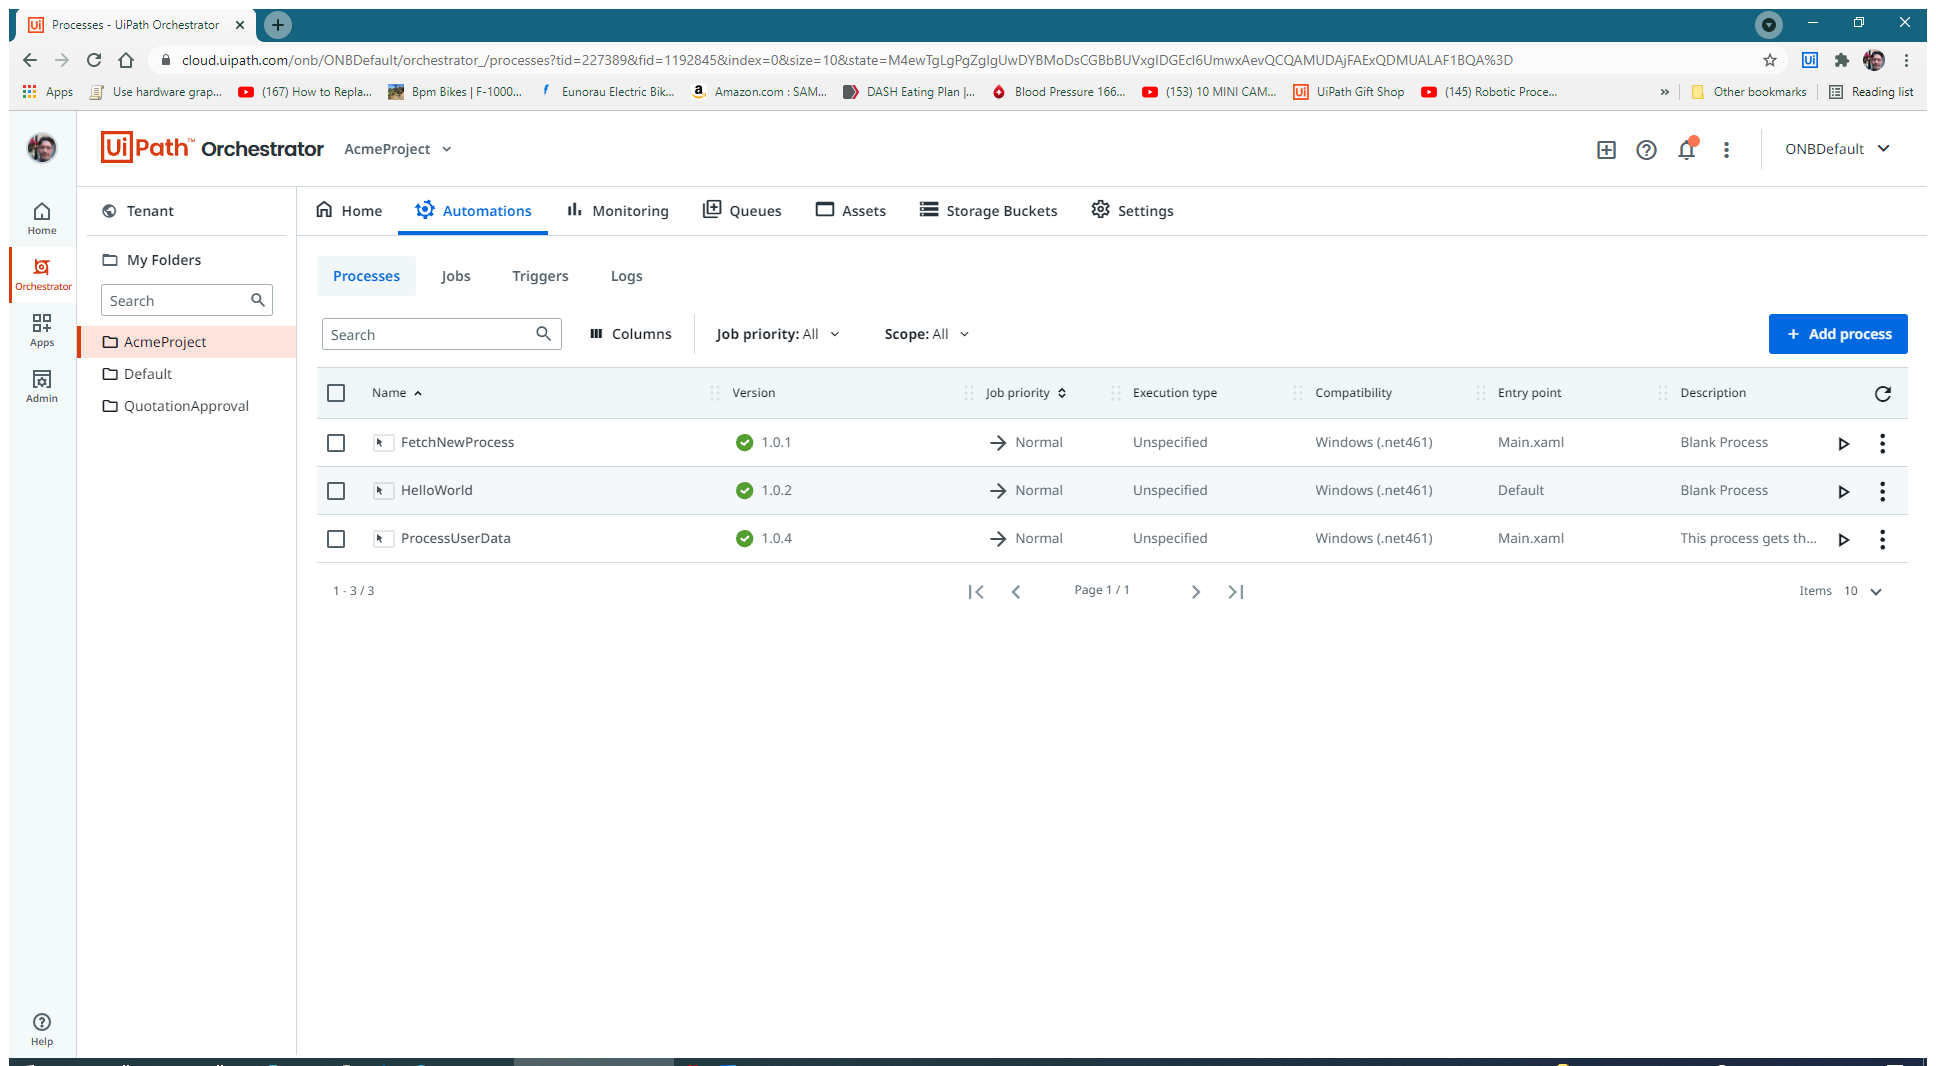 Processes - UiPath Orchestrator
cloud.uipath.com/onb/ONBDefault/orchestrator_/processes?tid=227389&fid=1192845&index=0&size=10&state=M4ewTgLgPgZglgUwDYBMoDsCGBbBUVxgIDGEcI6UmwxAevQCQAMUDAjFAExQDMUALAF1BQA%3D
Apps Use hardware grap... (167) How to Repla... Bpm Bikes | F-1000... Eunorau Electric Bik... Amazon.com : SAM... DASH Eating Plan |... Blood Pressure 166... (153) 10 MINI CAM... UiPath Gift Shop (145) Robotic Proce... » Other bookmarks Reading list
UiPath™ Orchestrator AcmeProject ONBDefault
Home
Orchestrator
Apps
Admin
Help
Tenant
My Folders
Search
AcmeProject
Default
QuotationApproval
Home Automations Monitoring Queues Assets Storage Buckets Settings
Processes Jobs Triggers Logs
Search Columns Job priority: All Scope: All + Add process
Name Version Job priority Execution type Compatibility Entry point Description
FetchNewProcess 1.0.1 Normal Unspecified Windows (.net461) Main.xaml Blank Process
HelloWorld 1.0.2 Normal Unspecified Windows (.net461) Default Blank Process
ProcessUserData 1.0.4 Normal Unspecified Windows (.net461) Main.xaml This process gets th...
1 - 3 / 3 Page 1 / 1 Items 10